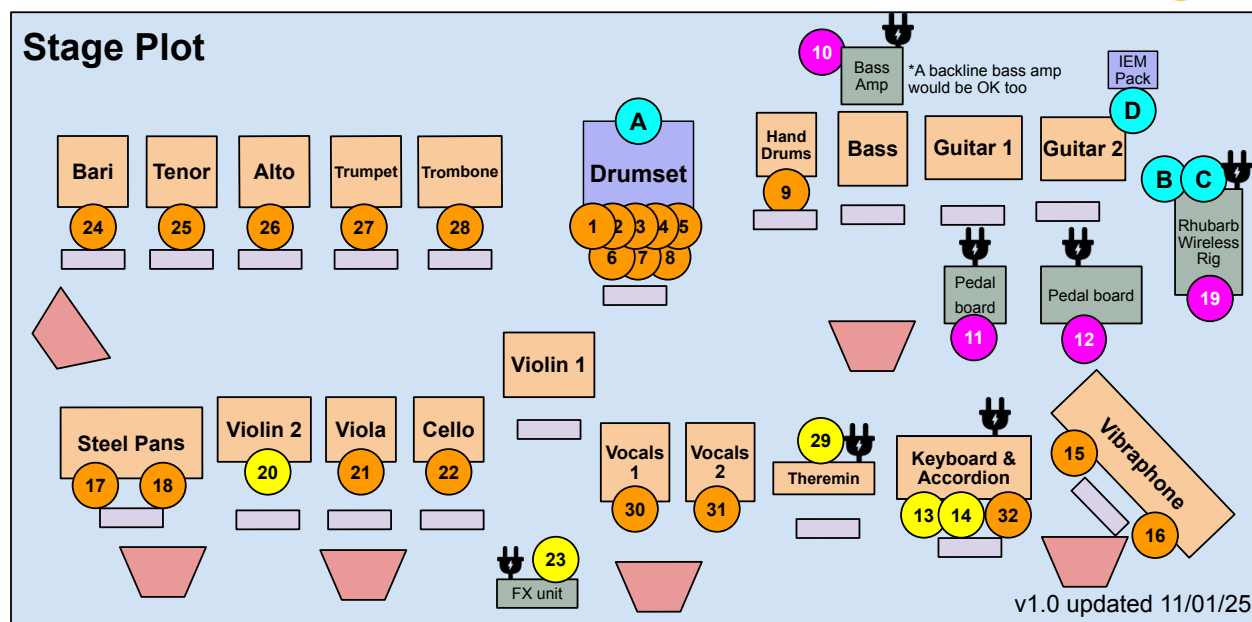 Stage Plot
10
Bass
Amp
*A backline bass amp
would be OK too
IEM
Pack
D
A
Bari
Tenor
Alto
Trumpet
Trombone
Drumset
Hand
Drums
Bass
Guitar 1
Guitar 2
B
C
24
25
26
27
28
1
2
3
4
5
6
7
8
9
Rhubarb
Wireless
Rig
19
Pedal
board
11
Pedal board
12
Violin 1
Steel Pans
17
18
Violin 2
20
Viola
21
Cello
22
Vocals
1
30
Vocals
2
31
29
Theremin
Keyboard &
Accordion
13
14
32
15
Vibraphone
16
23
FX unit
v1.0 updated 11/01/25